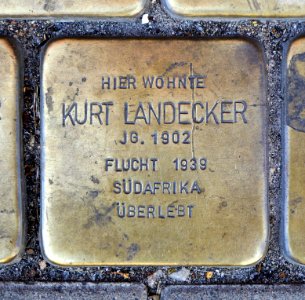 HIER WOHNTE
KURT LANDECKER
JG. 1902
FLUCHT 1939
SÜDAFRIKA
ÜBERLEBT